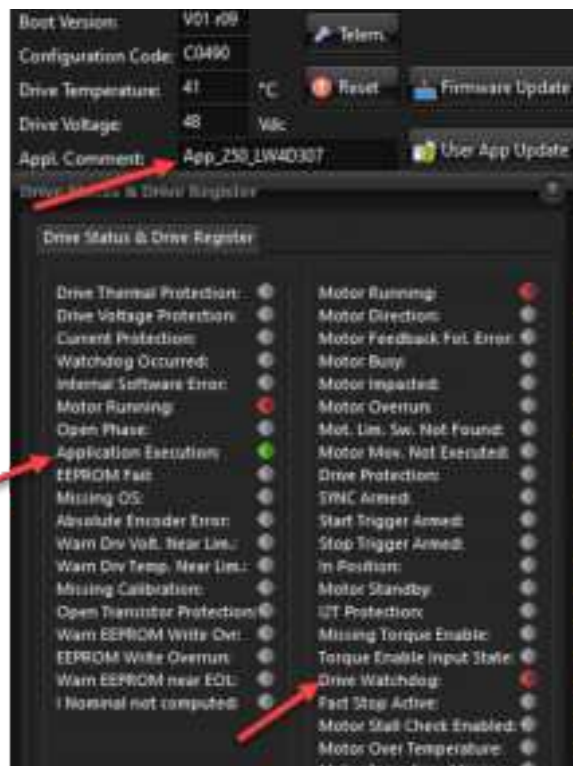 Boot Version: V01 r09
Telem.
Configuration Code: C0490
Drive Temperature: 41 °C
Reset
Firmware Update
Drive Voltage: 48 Vdc
Appl. Comment: App_250_LW4D307
User App Update
Drive Status & Drive Register
Drive Status & Drive Register
Drive Thermal Protection:
Drive Voltage Protection:
Current Protection:
Watchdog Occurred:
Internal Software Error:
Motor Running:
Open Phase:
Application Execution:
EEPROM Fail:
Missing OS:
Absolute Encoder Error:
Warn Drv Volt. Near Lim.:
Warn Drv Temp. Near Lim.:
Missing Calibration:
Open Transistor Protection:
Warn EEPROM Write Ovr:
EEPROM Write Overrun:
Warn EEPROM near EOL:
I Nominal not computed:
Motor Running:
Motor Direction:
Motor Feedback Fol. Error:
Motor Busy:
Motor Impacted:
Motor Overrun:
Mot. Lim. Sw. Not Found:
Motor Mov. Not Executed:
Drive Protection:
SYNC Armed:
Start Trigger Armed:
Stop Trigger Armed:
In Position:
Motor Standby:
I2T Protection:
Missing Torque Enable:
Torque Enable Input State:
Drive Watchdog:
Fast Stop Active:
Motor Stall Check Enabled:
Motor Over Temperature: